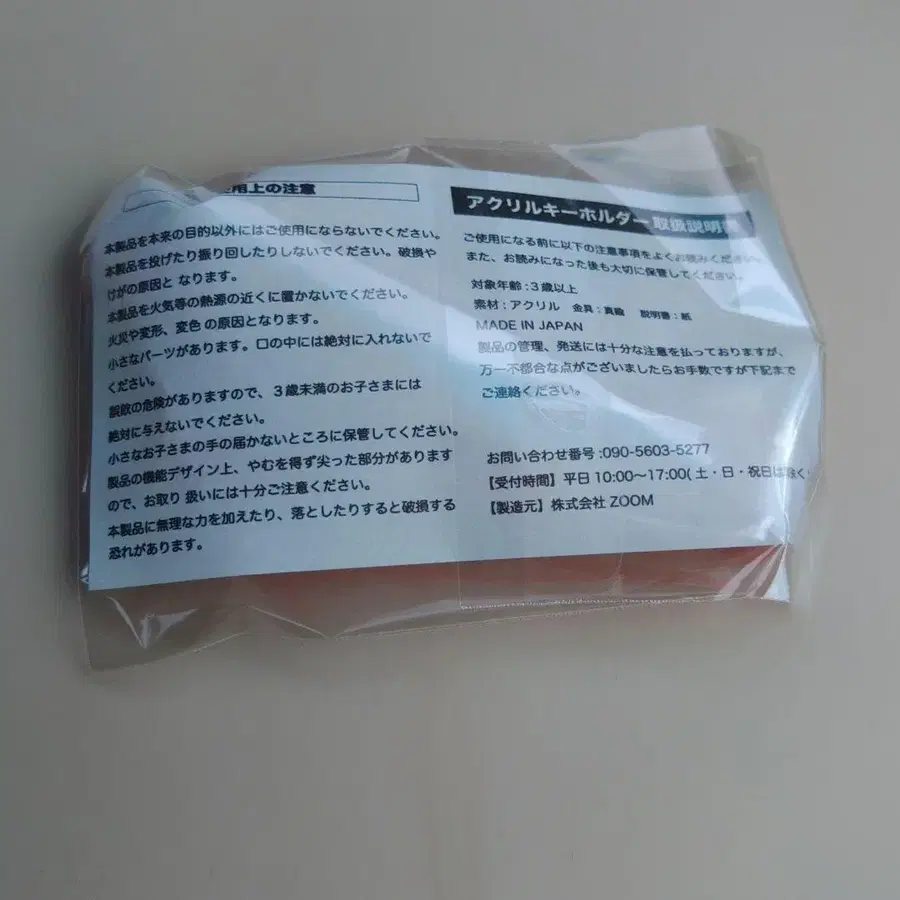 用上の注意
本製品を本来の目的以外にはご使用にならないでください。
本製品を投げたり振り回したりしないでください。破損や
けがの原因と なります。
本製品を火気等の熱源の近くに置かないでください。
火災や変形、変色 の原因となります。
小さなパーツがあります。口の中には絶対に入れないで
ください。
誤飲の危険がありますので、3歳未満のお子さまには
絶対に与えないでください。
小さなお子さまの手の届かないところに保管してください。
製品の機能デザイン上、やむを得ず尖った部分があります
ので、お取り 扱いには十分ご注意ください。
本製品に無理な力を加えたり、落としたりすると破損する
恐れがあります。
アクリルキーホルダー 取扱説明書
ご使用になる前に以下の注意事項をよくお読みください。
また、お読みになった後も大切に保管してください。
対象年齢:3歳以上
素材:アクリル 金具:真鍮 説明書:紙
MADE IN JAPAN
製品の管理、発送には十分な注意を払っておりますが、
万一不都合な点がございましたらお手数ですが下記まで
ご連絡ください。
お問い合わせ番号:090-5603-5277
【受付時間】平日 10:00~17:00(土・日・祝日は除く
【製造元】株式会社 ZOOM